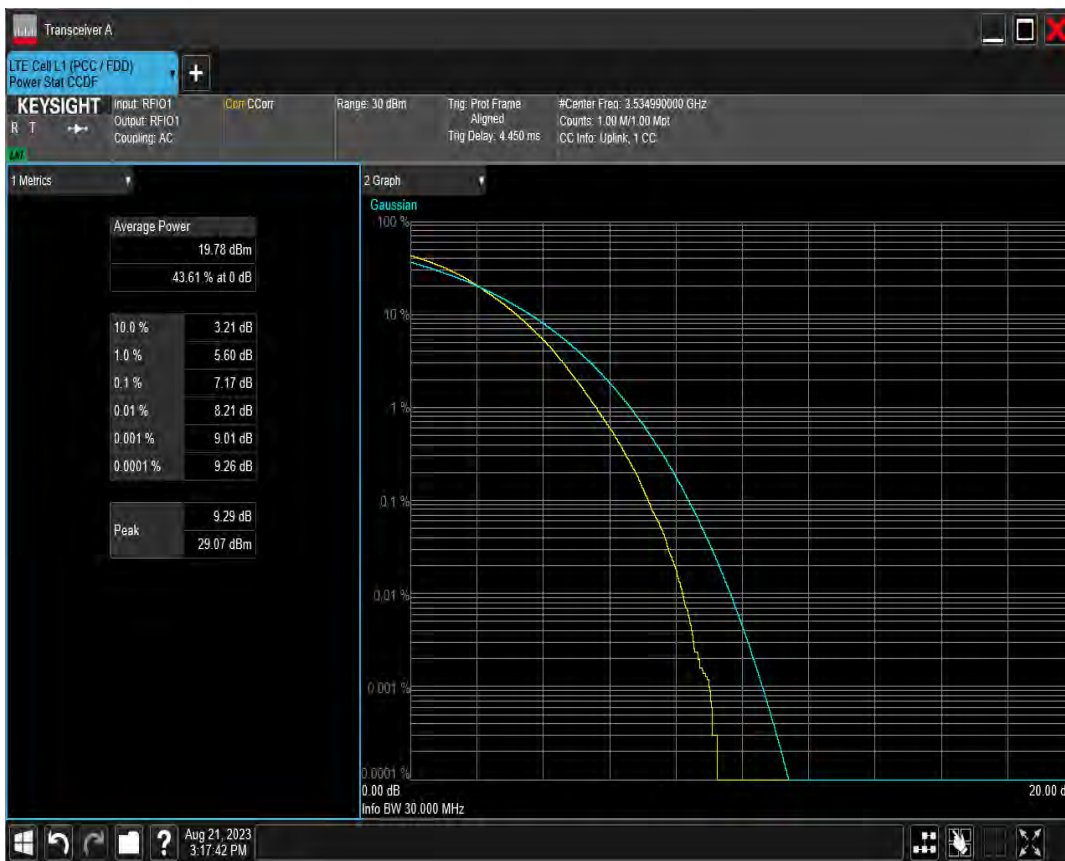 Transceiver A
LTE Cell L1 (PCC / FDD)
Power Stat CCDF
+
KEYSIGHT
R T
LXI
Input: RFIO1
Output: RFIO1
Coupling: AC
Corr CCorr
Range: 30 dBm
Trig: Prot Frame
Aligned
Trig Delay: 4.450 ms
#Center Freq: 3.534990000 GHz
Counts: 1.00 M/1.00 Mpt
CC Info: Uplink, 1 CC
1 Metrics
Average Power
19.78 dBm
43.61 % at 0 dB
10.0 % 3.21 dB
1.0 % 5.60 dB
0.1 % 7.17 dB
0.01 % 8.21 dB
0.001 % 9.01 dB
0.0001 % 9.26 dB
Peak 9.29 dB
29.07 dBm
2 Graph
Gaussian
100 %
10 %
1 %
0.1 %
0.01 %
0.001 %
0.0001 %
0.00 dB 20.00 d
Info BW 30.000 MHz
? Aug 21, 2023
3:17:42 PM